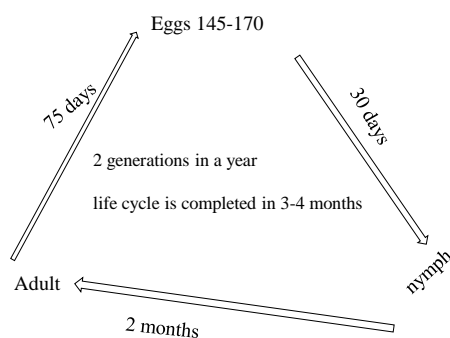 Eggs 145-170
75 days
30 days
2 generations in a year
life cycle is completed in 3-4 months
Adult
nymph
2 months